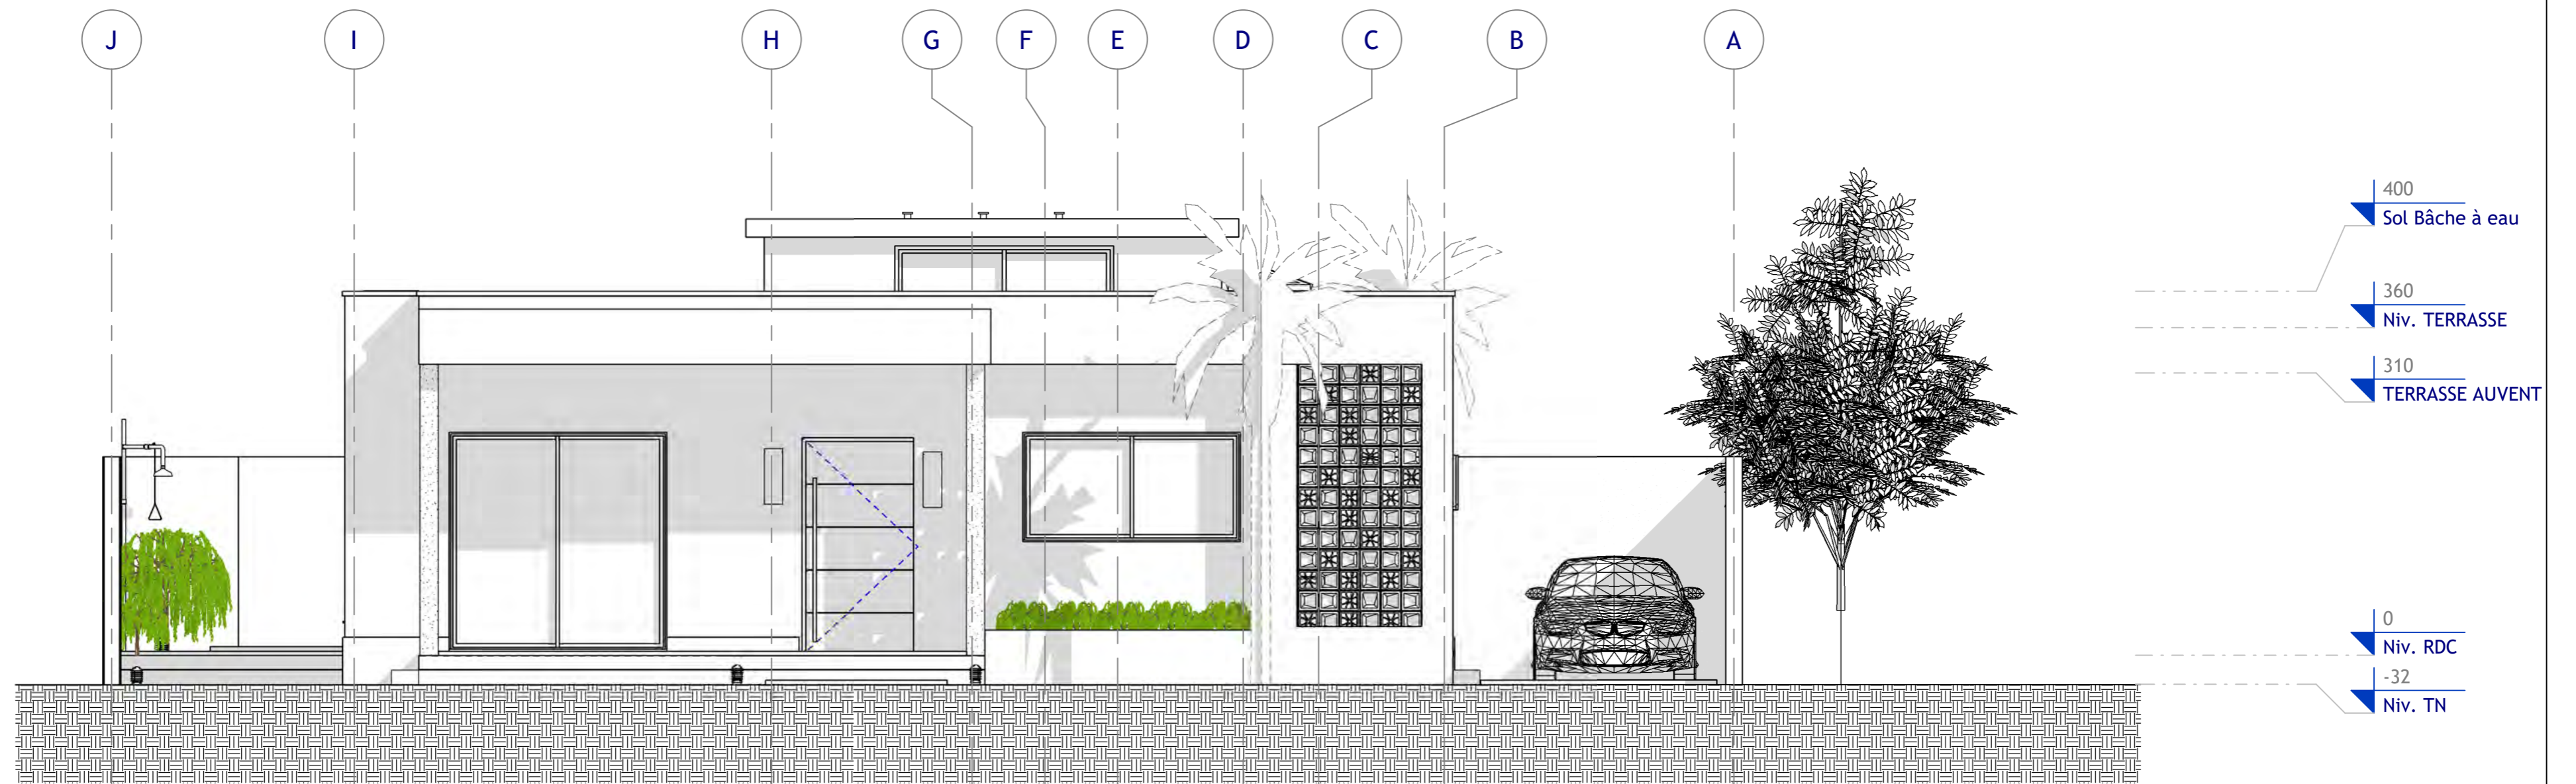 J I H G F E D C B A
400
Sol Bâche à eau
360
Niv. TERRASSE
310
TERRASSE AUVENT
0
Niv. RDC
-32
Niv. TN